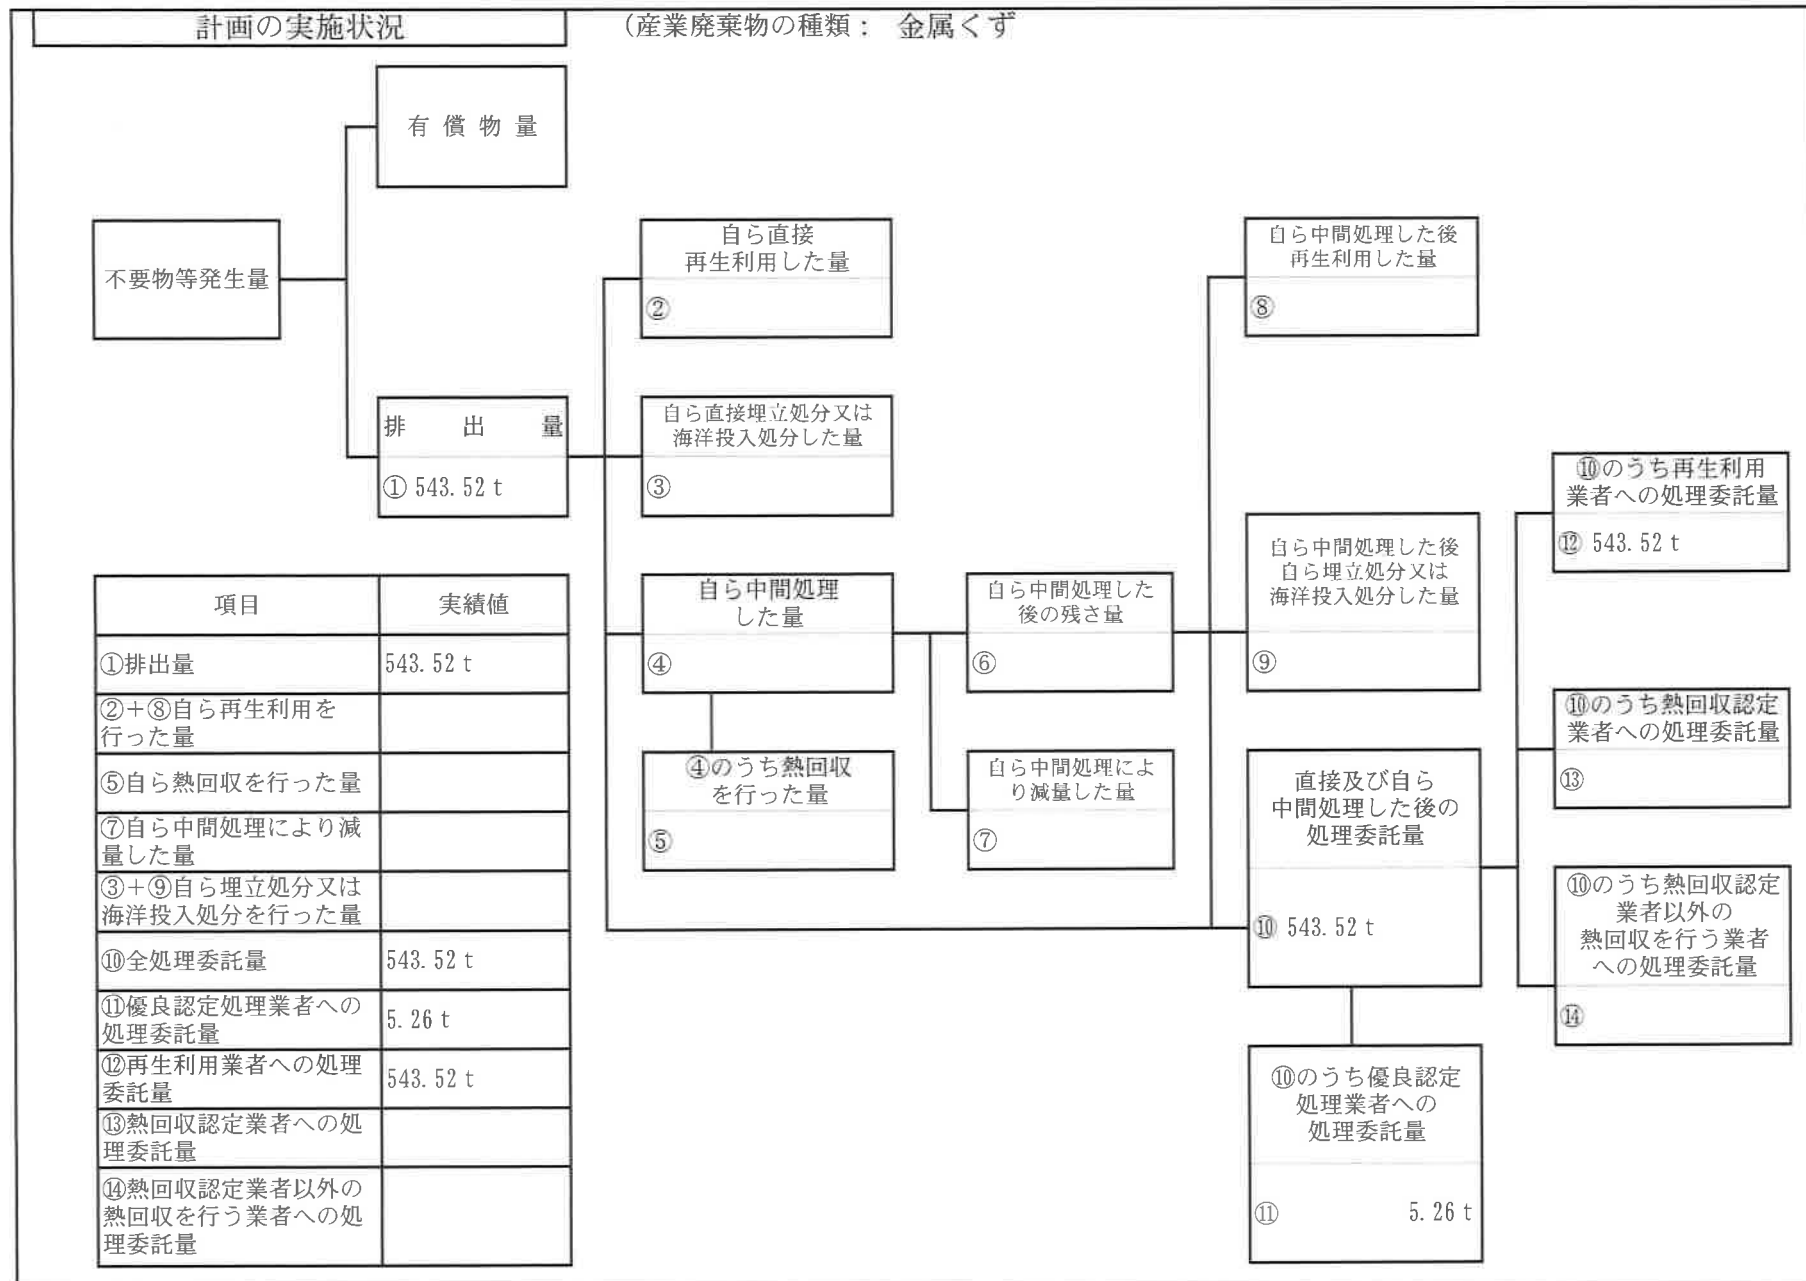 計画の実施状況
(産業廃棄物の種類： 金属くず
有償物量
不要物等発生量
排出量
① 543.52 t
自ら直接
再生利用した量
②
自ら直接埋立処分又は
海洋投入処分した量
③
自ら中間処理
した量
④
④のうち熱回収
を行った量
⑤
自ら中間処理した
後の残さ量
⑥
自ら中間処理によ
り減量した量
⑦
自ら中間処理した後
再生利用した量
⑧
自ら中間処理した後
自ら埋立処分又は
海洋投入処分した量
⑨
直接及び自ら
中間処理した後の
処理委託量
⑩ 543.52 t
⑩のうち優良認定
処理業者への
処理委託量
⑪ 5.26 t
⑩のうち再生利用
業者への処理委託量
⑫ 543.52 t
⑩のうち熱回収認定
業者への処理委託量
⑬
⑩のうち熱回収認定
業者以外の
熱回収を行う業者
への処理委託量
⑭
項目 実績値
①排出量 543.52 t
②+⑧自ら再生利用を
行った量
⑤自ら熱回収を行った量
⑦自ら中間処理により減
量した量
③+⑨自ら埋立処分又は
海洋投入処分を行った量
⑩全処理委託量 543.52 t
⑪優良認定処理業者への
処理委託量 5.26 t
⑫再生利用業者への処理
委託量 543.52 t
⑬熱回収認定業者への処
理委託量
⑭熱回収認定業者以外の
熱回収を行う業者への処
理委託量